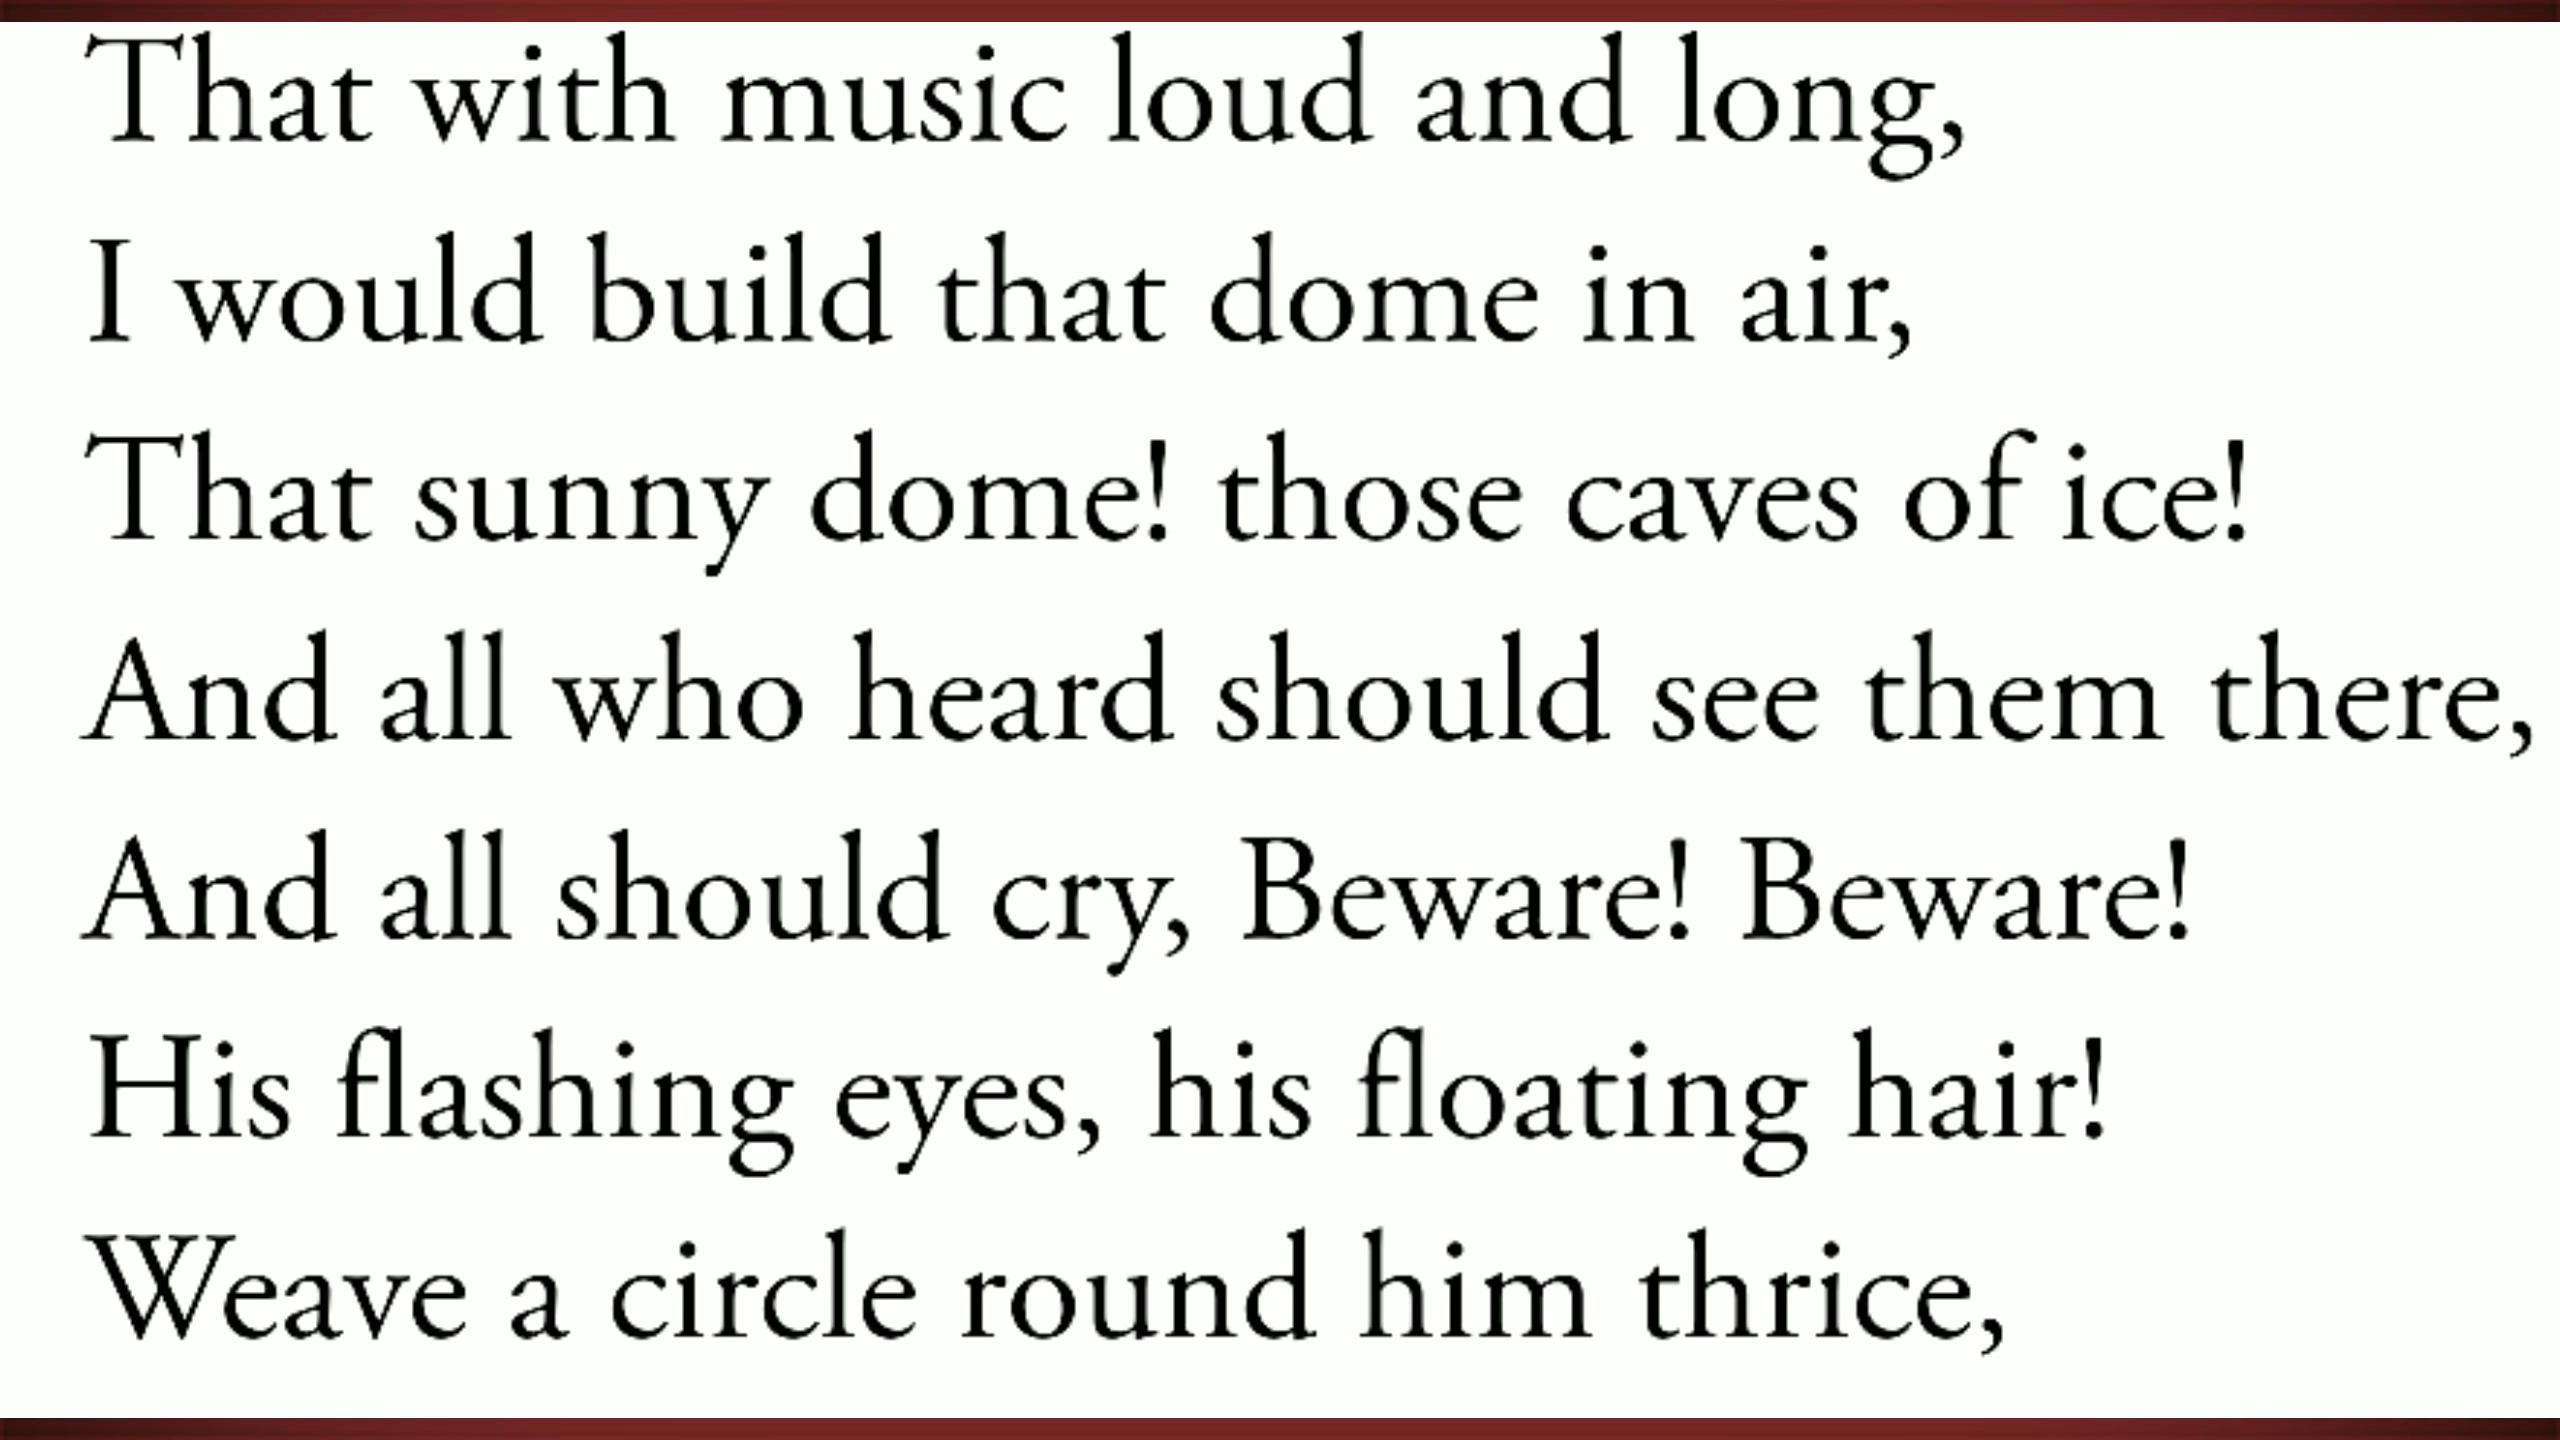 That with music loud and long,
I would build that dome in air,
That sunny dome! those caves of ice!
And all who heard should see them there,
And all should cry, Beware! Beware!
His flashing eyes, his floating hair!
Weave a circle round him thrice,